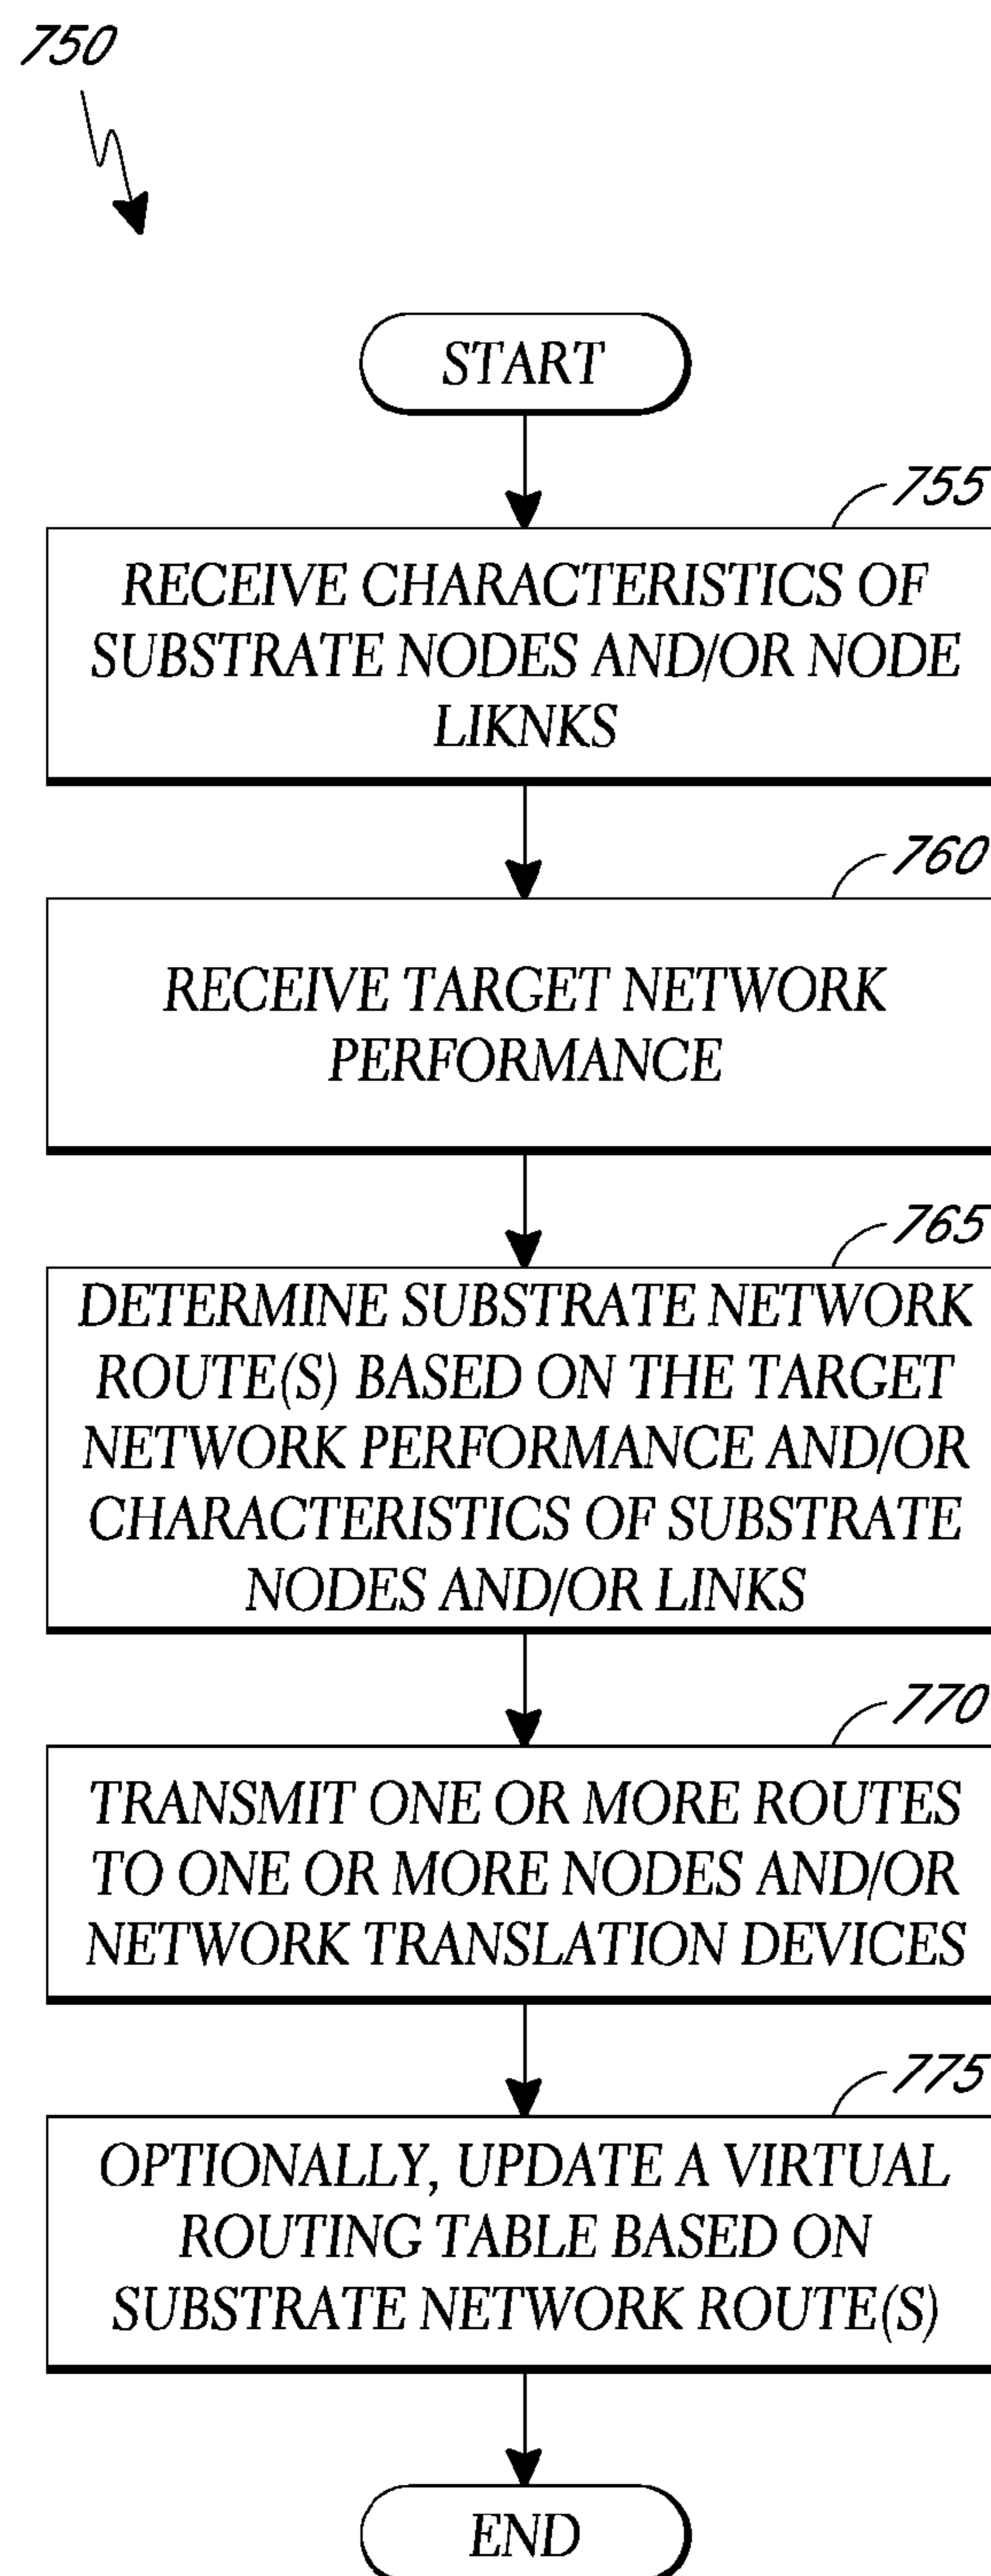 750
START
755
RECEIVE CHARACTERISTICS OF
SUBSTRATE NODES AND/OR NODE
LIKNKS
760
RECEIVE TARGET NETWORK
PERFORMANCE
765
DETERMINE SUBSTRATE NETWORK
ROUTE(S) BASED ON THE TARGET
NETWORK PERFORMANCE AND/OR
CHARACTERISTICS OF SUBSTRATE
NODES AND/OR LINKS
770
TRANSMIT ONE OR MORE ROUTES
TO ONE OR MORE NODES AND/OR
NETWORK TRANSLATION DEVICES
775
OPTIONALLY, UPDATE A VIRTUAL
ROUTING TABLE BASED ON
SUBSTRATE NETWORK ROUTE(S)
END